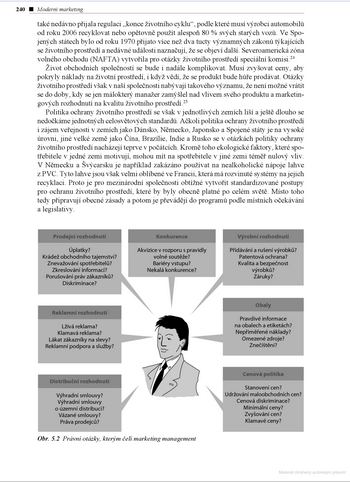 240 ■ Moderní marketing
také nedávno přijala regulaci „konce životního cyklu“, podle které musí výrobci automobilů
od roku 2006 recyklovat nebo opětovně použít alespoň 80 % svých starých vozů. Ve Spo-
jených státech bylo od roku 1970 přijato více než dva tucty významných zákonů týkajících
se životního prostředí a nedávné události naznačují, že se objeví další. Severoamerická zóna
volného obchodu (NAFTA) vytvořila pro otázky životního prostředí speciální komisi.²⁴
Život obchodních společností se bude i nadále komplikovat. Musí zvyšovat ceny, aby
pokryly náklady na životní prostředí, i když vědí, že se produkt bude hůře prodávat. Otázky
životního prostředí však v naší společnosti nabývají takového významu, že není možné vrátit
se do doby, kdy se jen málokterý manažer zamýšlel nad vlivem svého produktu a marketin-
gových rozhodnutí na kvalitu životního prostředí.²⁵
Politika ochrany životního prostředí se však v jednotlivých zemích liší a ještě dlouho se
nedočkáme jednotných celosvětových standardů. Ačkoli politika ochrany životního prostředí
i zájem veřejnosti v zemích jako Dánsko, Německo, Japonsko a Spojené státy je na vysoké
úrovni, jiné velké země jako Čína, Brazílie, Indie a Rusko se v otázkách politiky ochrany
životního prostředí nacházejí teprve v počátcích. Kromě toho ekologické faktory, které spo-
třebitele v jedné zemi motivují, mohou mít na spotřebitele v jiné zemi téměř nulový vliv.
V Německu a Švýcarsku je například zakázáno používat na nealkoholické nápoje lahve
z PVC. Tyto lahve jsou však velmi oblíbené ve Francii, která má rozvinuté systémy na jejich
recyklaci. Proto je pro mezinárodní společnosti obtížné vytvořit standardizované postupy
pro ochranu životního prostředí, které by byly obecně platné po celém světě. Místo toho
tedy připravují obecné zásady a potom je převádějí do programů podle místních očekávání
a legislativy.
Prodejní rozhodnutí
Úplatky?
Krádež obchodního tajemství?
Znevažování spotřebitelů?
Zkreslování informací?
Porušování práv zákazníků?
Diskriminace?
Konkurence
Akvizice v rozporu s pravidly
volné soutěže?
Bariéry vstupu?
Nekalá konkurence?
Výrobní rozhodnutí
Přidávání a rušení výrobků?
Patentová ochrana?
Kvalita a bezpečnost
výrobků?
Záruky?
Reklamní rozhodnutí
Lživá reklama?
Klamavá reklama?
Lákat zákazníky na slevy?
Reklamní podpora a služby?
Obaly
Pravdivé informace
na obalech a etiketách?
Nepřiměřené náklady?
Omezené zdroje?
Znečištění?
Distribuční rozhodnutí
Výhradní smlouvy?
Výhradní smlouvy
o územní distribuci?
Vázané smlouvy?
Práva prodejců?
Cenová politika
Stanovení cen?
Udržování maloobchodních cen?
Cenová diskriminace?
Minimální ceny?
Zvyšování cen?
Klamavé ceny?
Obr. 5.2 Právní otázky, kterým čelí marketing management